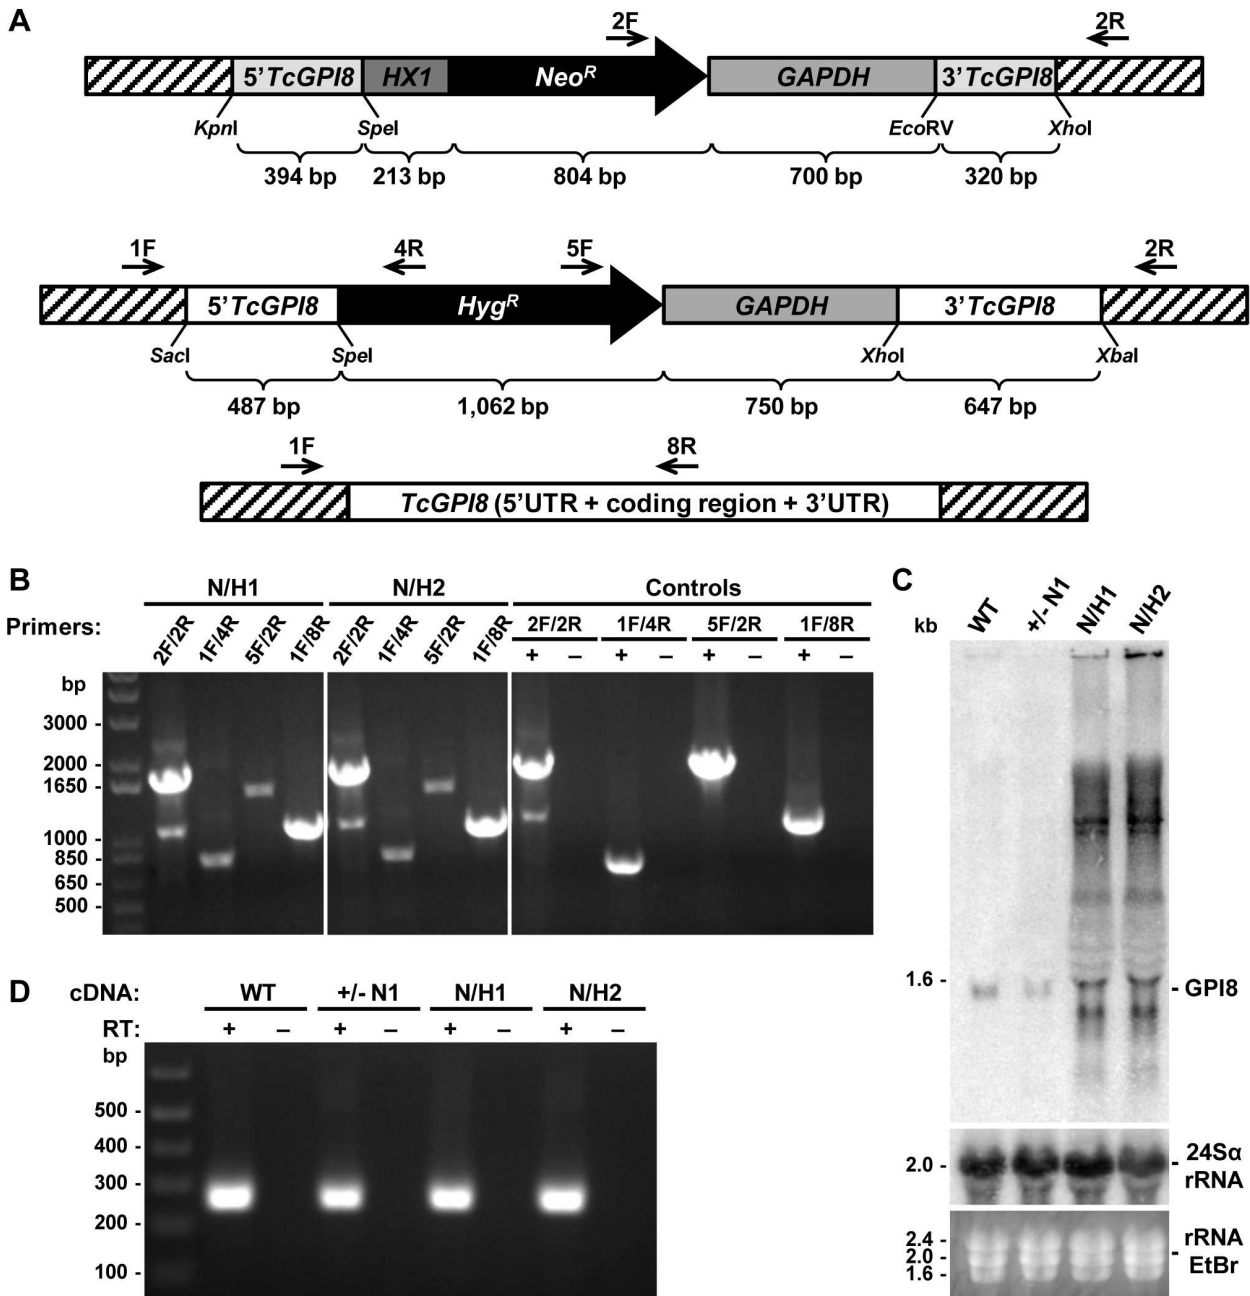 A
2F 2R
5’TcGPI8 HX1 NeoR GAPDH 3’TcGPI8
KpnI SpeI EcoRV XhoI
394 bp 213 bp 804 bp 700 bp 320 bp
1F 4R 5F 2R
5’TcGPI8 HygR GAPDH 3’TcGPI8
SacI SpeI XhoI XbaI
487 bp 1,062 bp 750 bp 647 bp
1F 8R
TcGPI8 (5’UTR + coding region + 3’UTR)
B
N/H1 N/H2 Controls
Primers: 2F/2R 1F/4R 5F/2R 1F/8R 2F/2R 1F/4R 5F/2R 1F/8R 2F/2R 1F/4R 5F/2R 1F/8R
+ – + – + – + –
bp
3000 -
2000 -
1650 -
1000 -
850 -
650 -
500 -
C
kb WT +/- N1 N/H1 N/H2
1.6 - - GPI8
2.0 - - 24Sα rRNA
2.4 -
2.0 -
1.6 -
- rRNA EtBr
D
cDNA: WT +/- N1 N/H1 N/H2
RT: + – + – + – + –
bp
500 -
400 -
300 -
200 -
100 -